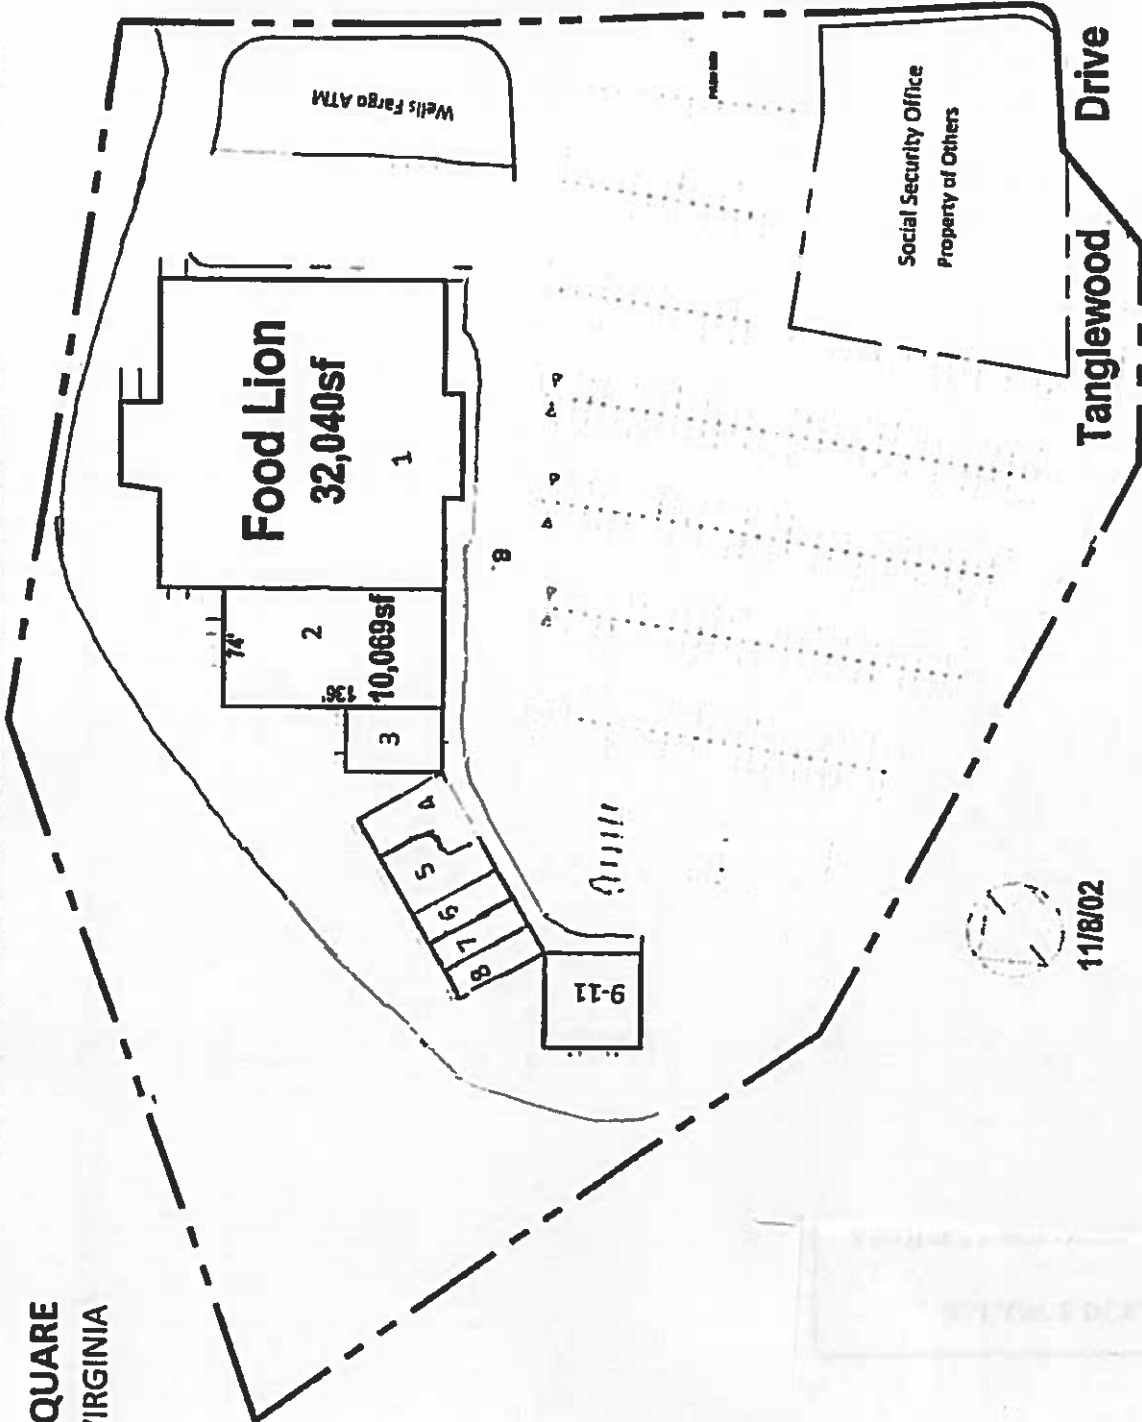 QUARE
VIRGINIA
Wells Fargo ATM
Food Lion
32,040sf
1
2
74'
136'
10,069sf
3
4
5
6
7
8
9-11
B
Social Security Office
Property of Others
Tanglewood Drive
11/8/02